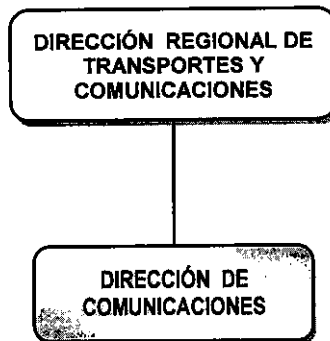 DIRECCIÓN REGIONAL DE
TRANSPORTES Y
COMUNICACIONES
DIRECCIÓN DE
COMUNICACIONES